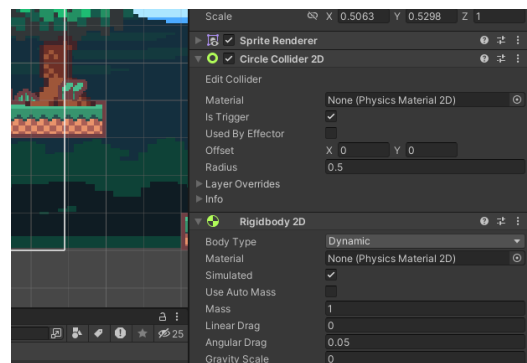 Scale X 0.5063 Y 0.5298 Z 1
Sprite Renderer
Circle Collider 2D
Edit Collider
Material None (Physics Material 2D)
Is Trigger
Used By Effector
Offset X 0 Y 0
Radius 0.5
Layer Overrides
Info
Rigidbody 2D
Body Type Dynamic
Material None (Physics Material 2D)
Simulated
Use Auto Mass
Mass 1
Linear Drag 0
Angular Drag 0.05
Gravity Scale 0
25